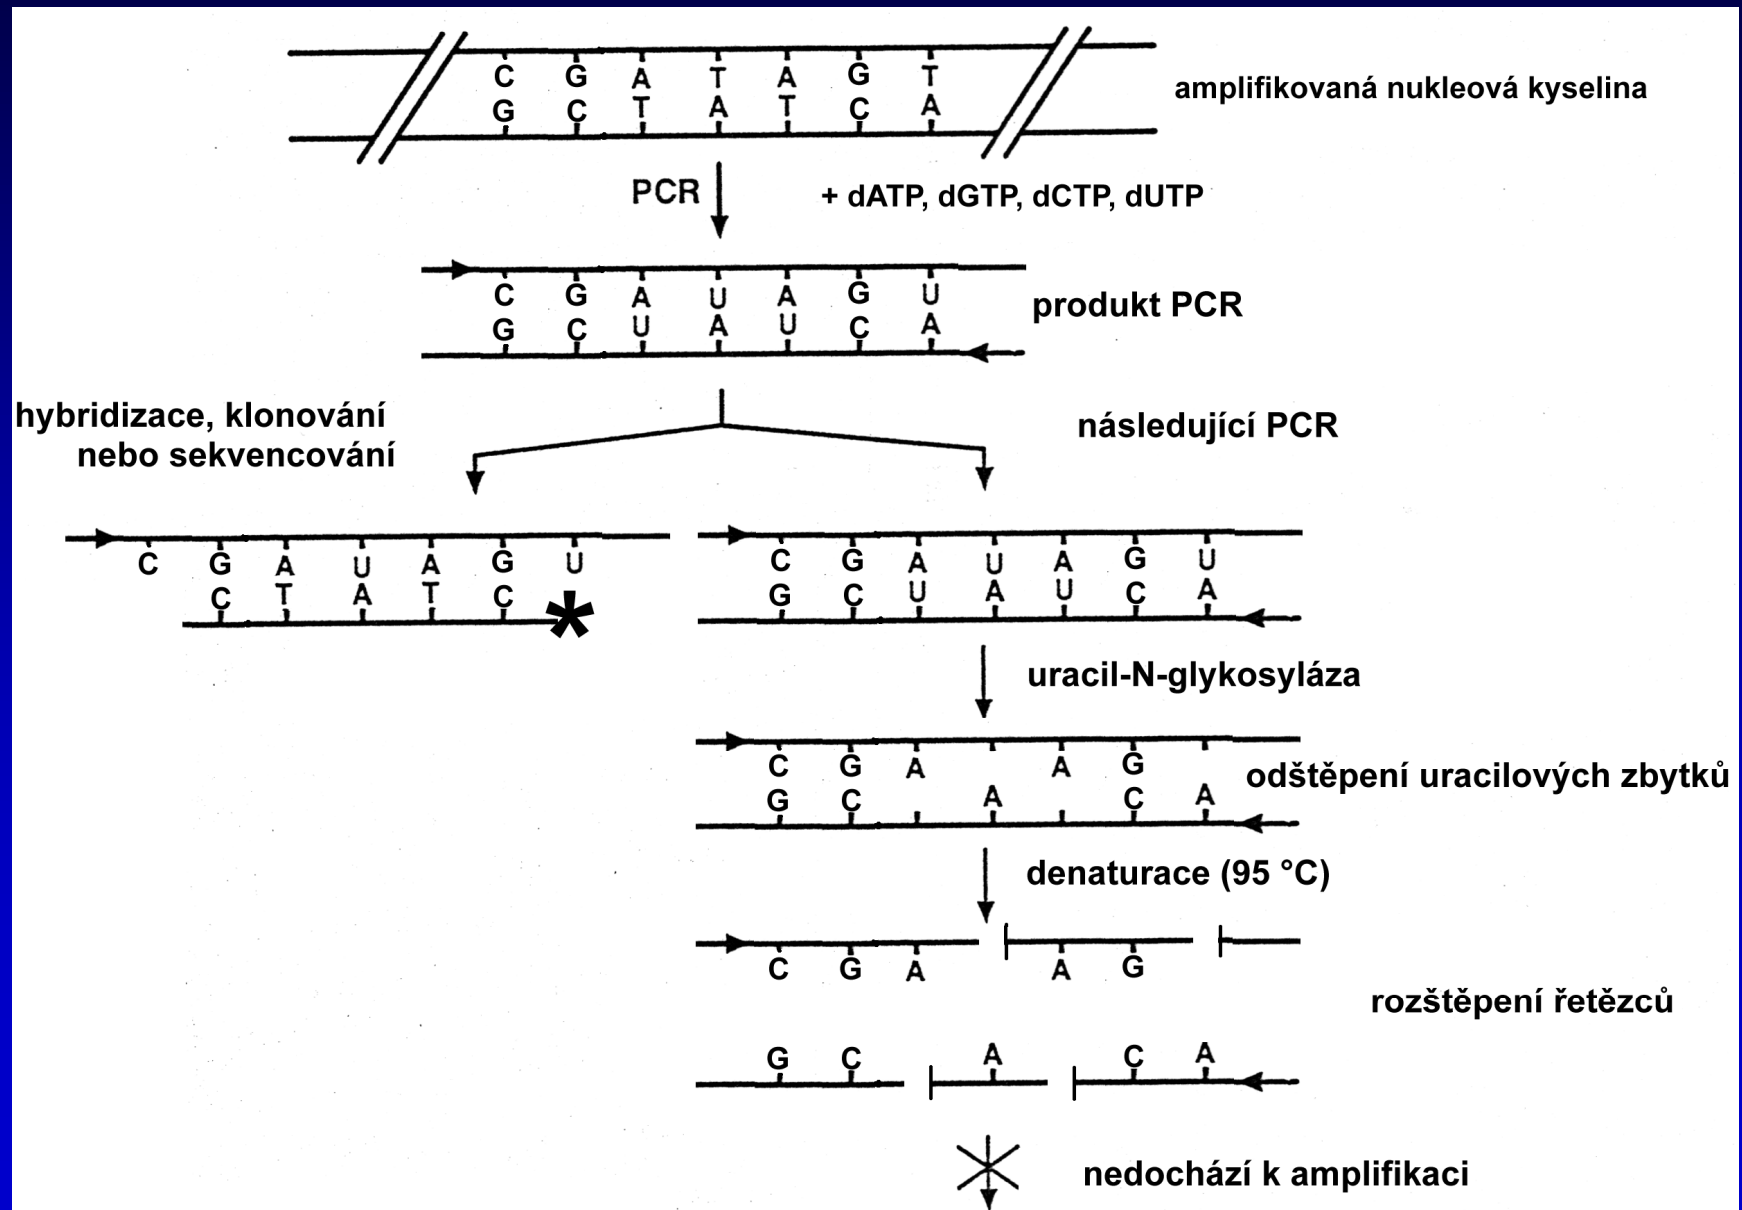 C G A T A G T
G C T A T C A
amplifikovaná nukleová kyselina
PCR
+ dATP, dGTP, dCTP, dUTP
C G A U A G U
G C U A U C A
produkt PCR
hybridizace, klonování
nebo sekvencování
následující PCR
C G A U A G U
C T A T C *
C G A U A G U
G C U A U C A
uracil-N-glykosyláza
C G A A G
G C A C A
odštěpení uracilových zbytků
denaturace (95 °C)
C G A A G
rozštěpení řetězců
G C A C A
nedochází k amplifikaci